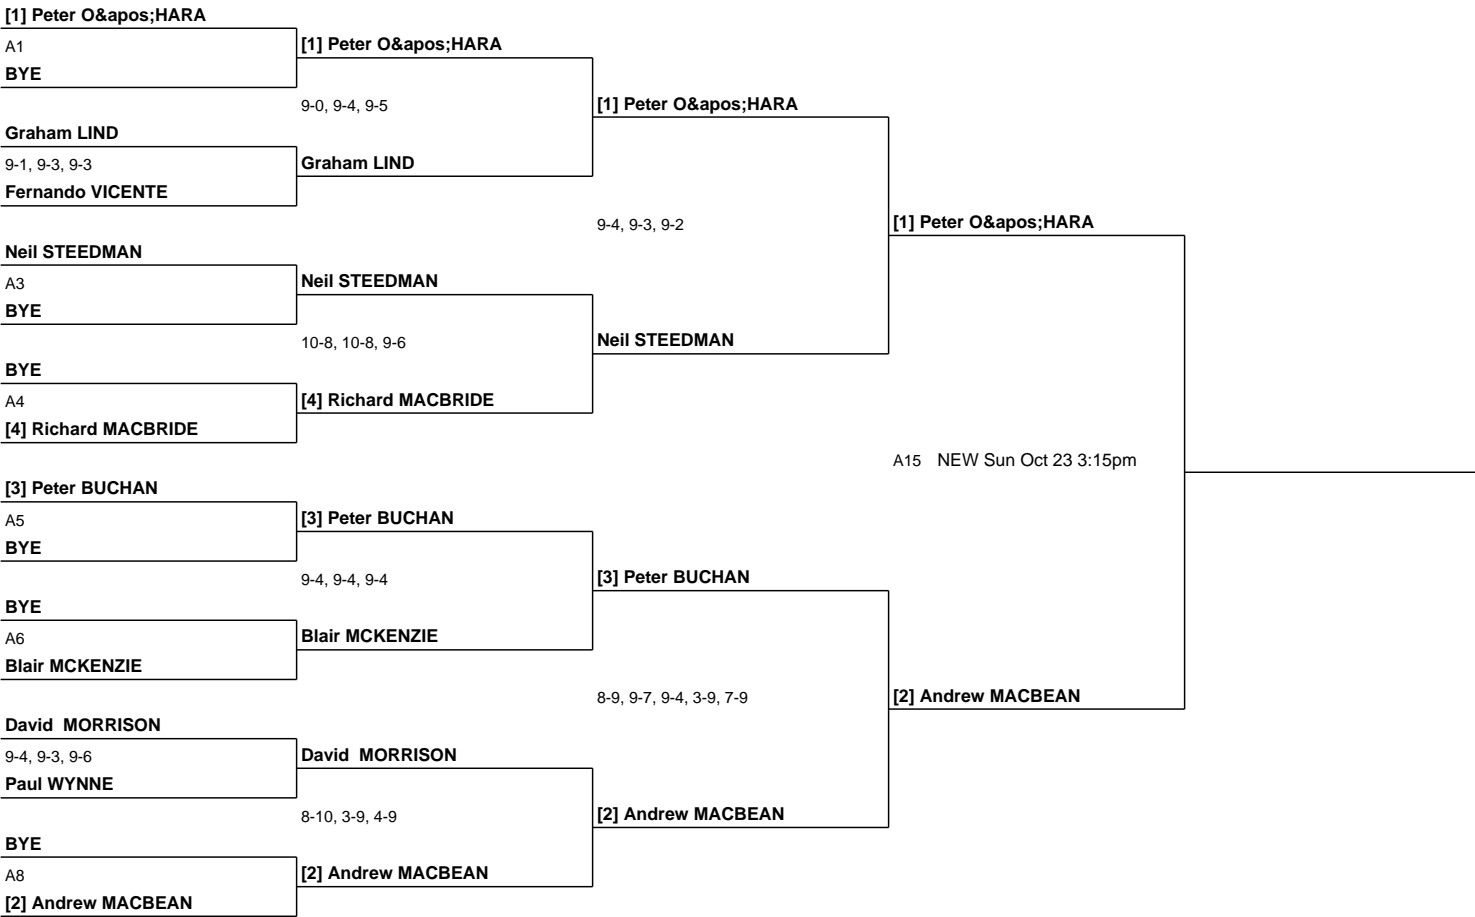 [1] Peter O&apos;HARA
A1
BYE
Graham LIND
9-1, 9-3, 9-3
Fernando VICENTE
Neil STEEDMAN
A3
BYE
BYE
A4
[4] Richard MACBRIDE
[3] Peter BUCHAN
A5
BYE
BYE
A6
Blair MCKENZIE
David  MORRISON
9-4, 9-3, 9-6
Paul WYNNE
BYE
A8
[2] Andrew MACBEAN
[1] Peter O&apos;HARA
9-0, 9-4, 9-5
Graham LIND
Neil STEEDMAN
10-8, 10-8, 9-6
[4] Richard MACBRIDE
[3] Peter BUCHAN
9-4, 9-4, 9-4
Blair MCKENZIE
David  MORRISON
8-10, 3-9, 4-9
[2] Andrew MACBEAN
[1] Peter O&apos;HARA
9-4, 9-3, 9-2
Neil STEEDMAN
[3] Peter BUCHAN
8-9, 9-7, 9-4, 3-9, 7-9
[2] Andrew MACBEAN
[1] Peter O&apos;HARA
A15 NEW Sun Oct 23 3:15pm
[2] Andrew MACBEAN